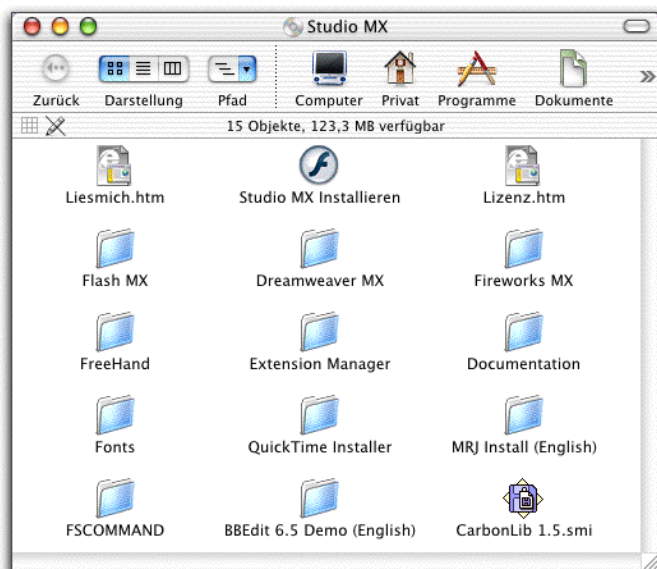 Studio MX
Zurück Darstellung Pfad Computer Privat Programme Dokumente
15 Objekte, 123,3 MB verfügbar
Liesmich.htm Studio MX Installieren Lizenz.htm
Flash MX Dreamweaver MX Fireworks MX
FreeHand Extension Manager Documentation
Fonts QuickTime Installer MRJ Install (English)
FSCOMMAND BBEdit 6.5 Demo (English) CarbonLib 1.5.smi